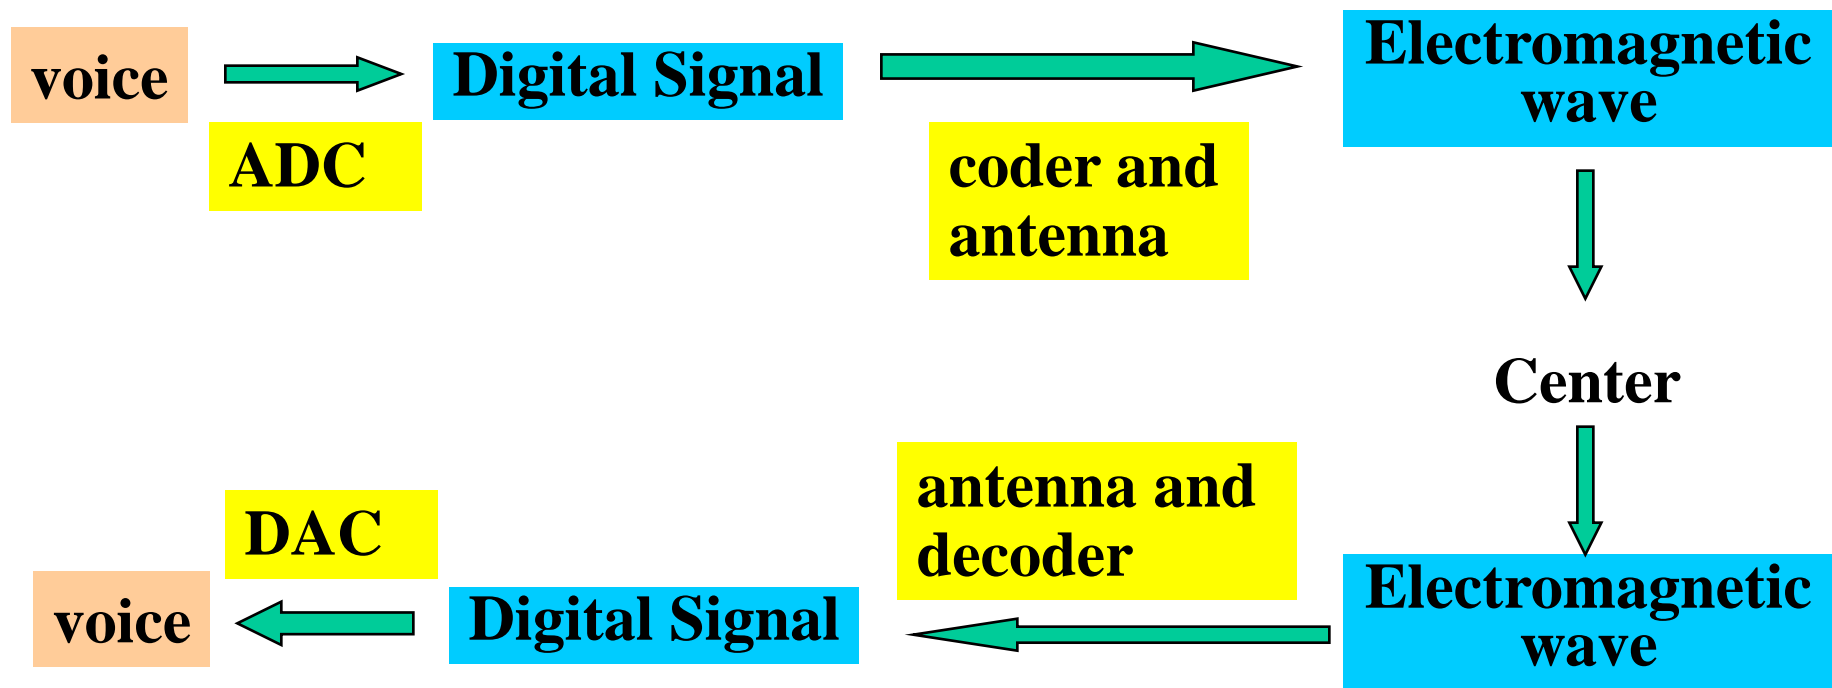 voice
Digital Signal
Electromagnetic
wave
ADC
coder and
antenna
Center
antenna and
decoder
DAC
voice
Digital Signal
Electromagnetic
wave